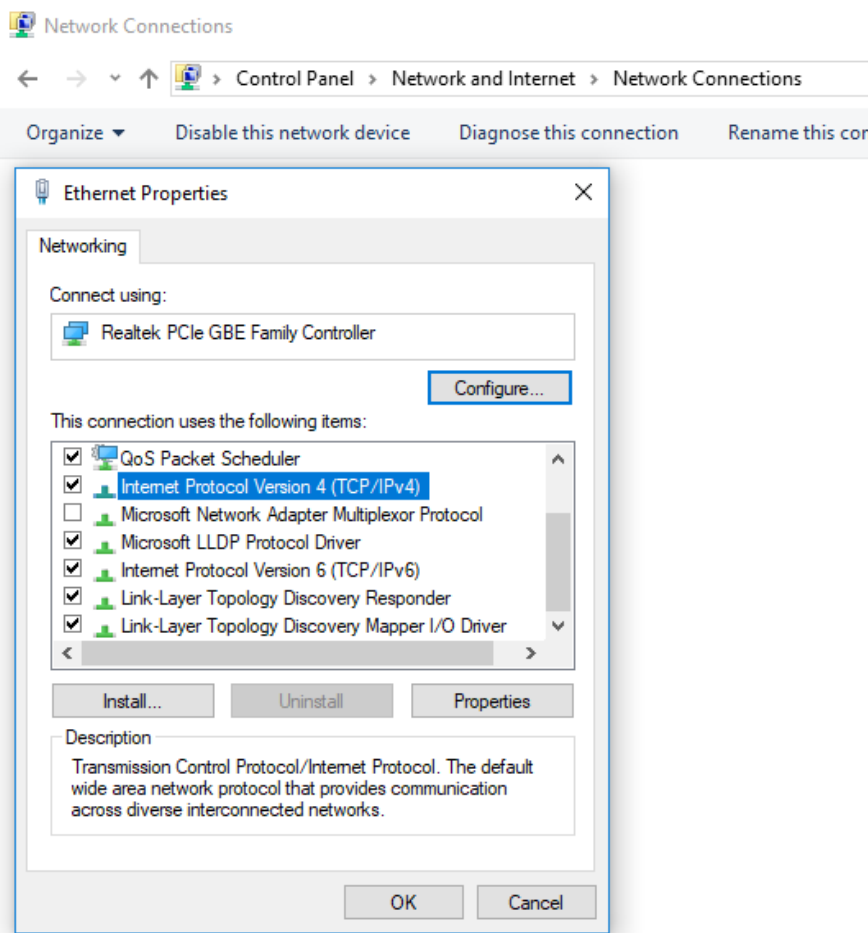 Network Connections
Control Panel > Network and Internet > Network Connections
Organize Disable this network device Diagnose this connection Rename this con
Ethernet Properties
Networking
Connect using:
Realtek PCIe GBE Family Controller
Configure...
This connection uses the following items:
QoS Packet Scheduler
Internet Protocol Version 4 (TCP/IPv4)
Microsoft Network Adapter Multiplexor Protocol
Microsoft LLDP Protocol Driver
Internet Protocol Version 6 (TCP/IPv6)
Link-Layer Topology Discovery Responder
Link-Layer Topology Discovery Mapper I/O Driver
Install... Uninstall Properties
Description
Transmission Control Protocol/Internet Protocol. The default
wide area network protocol that provides communication
across diverse interconnected networks.
OK Cancel